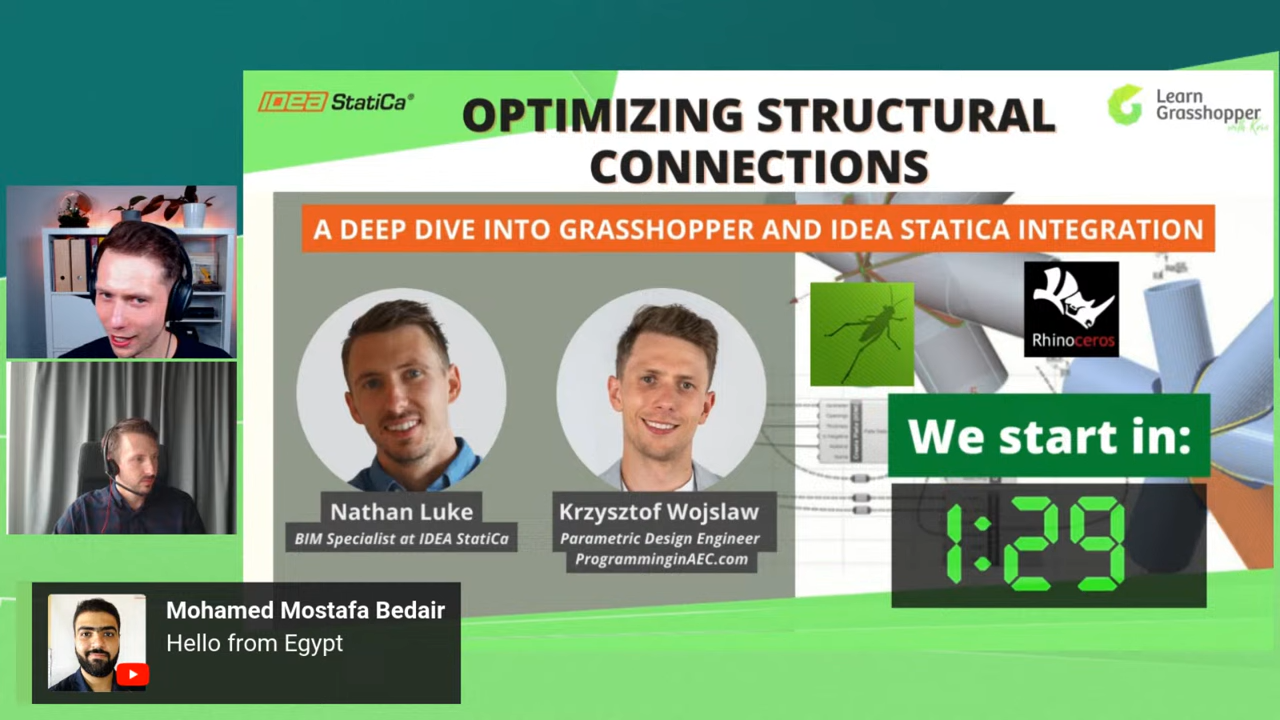 IDEA StatiCa®
Learn
Grasshopper
OPTIMIZING STRUCTURAL
CONNECTIONS
A DEEP DIVE INTO GRASSHOPPER AND IDEA STATICA INTEGRATION
Rhinoceros
We start in:
1:29
Nathan Luke
BIM Specialist at IDEA StatiCa
Krzysztof Wojslaw
Parametric Design Engineer
ProgramminginAEC.com
Mohamed Mostafa Bedair
Hello from Egypt